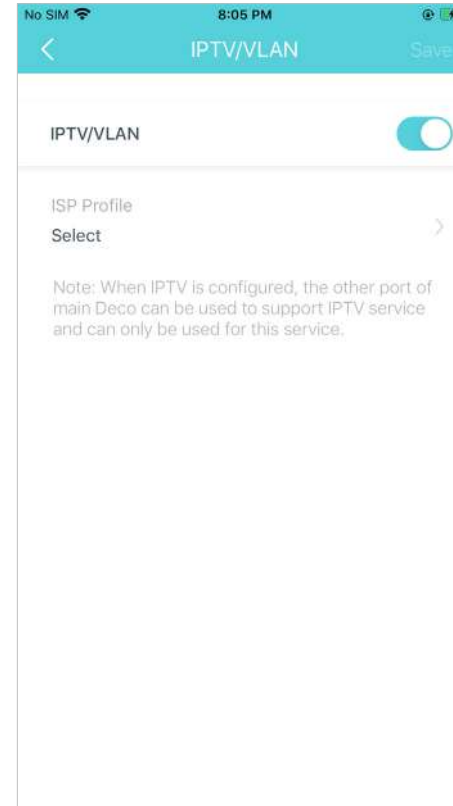 No SIM 8:05 PM
IPTV/VLAN Save
IPTV/VLAN
ISP Profile
Select
Note: When IPTV is configured, the other port of
main Deco can be used to support IPTV service
and can only be used for this service.